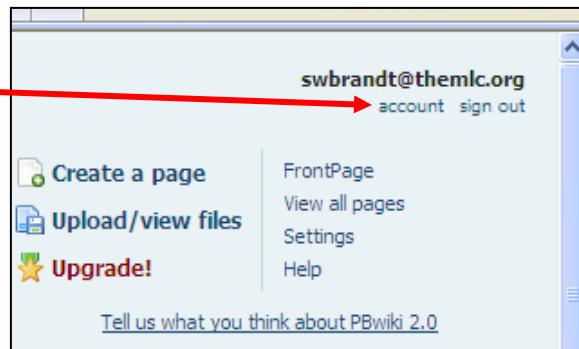 swbrandt@themlc.org
account sign out
Create a page
Upload/view files
Upgrade!
FrontPage
View all pages
Settings
Help
Tell us what you think about PBwiki 2.0